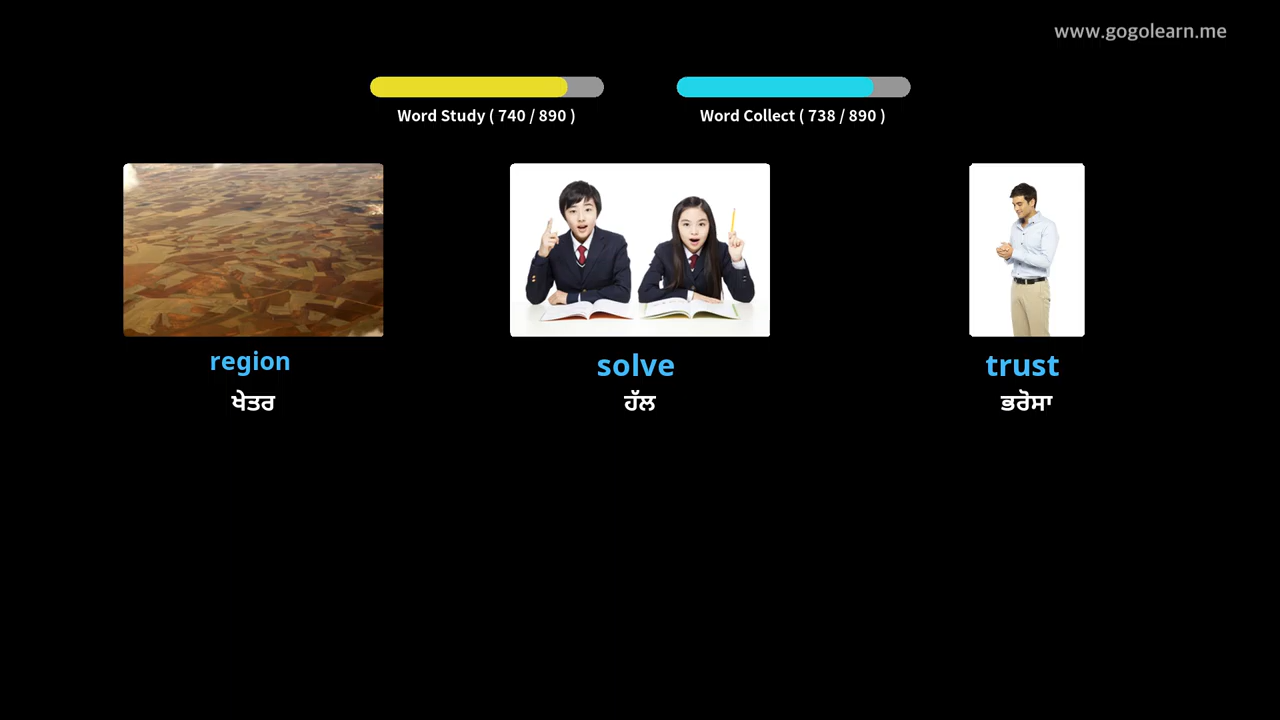 www.gogolearn.me
Word Study ( 740 / 890 )
Word Collect ( 738 / 890 )
region
solve
trust
ਖੇਤਰ
ਹੱਲ
ਭਰੋਸਾ